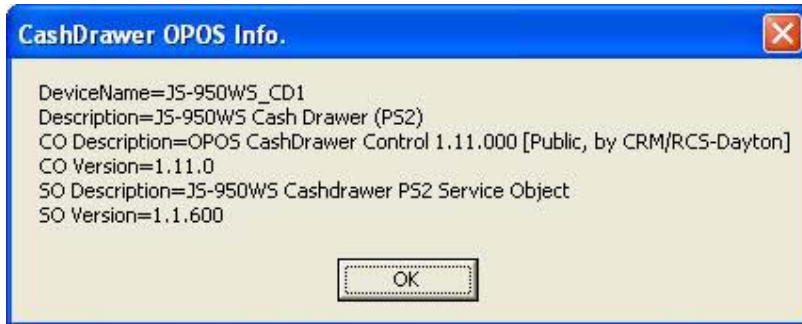 CashDrawer OPOS Info.
DeviceName=JS-950WS_CD1
Description=JS-950WS Cash Drawer (PS2)
CO Description=OPOS CashDrawer Control 1.11.000 [Public, by CRM/RCS-Dayton]
CO Version=1.11.0
SO Description=JS-950WS Cashdrawer PS2 Service Object
SO Version=1.1.600
OK